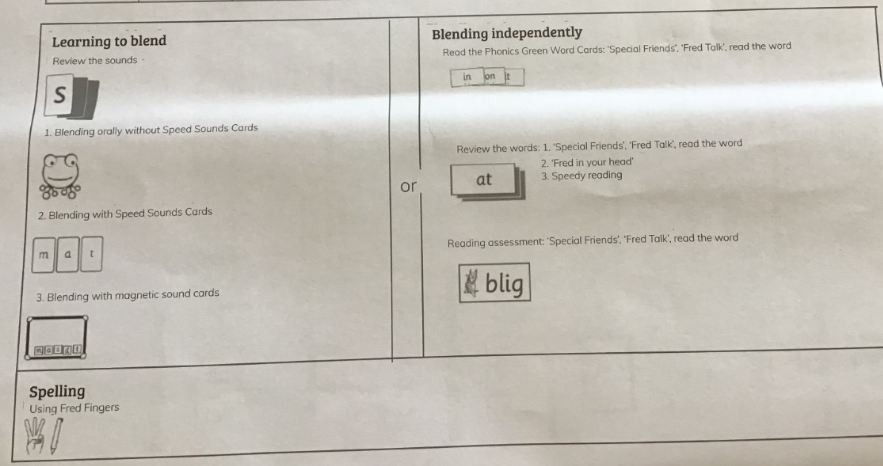 Learning to blend
Review the sounds
S
1. Blending orally without Speed Sounds Cards
2. Blending with Speed Sounds Cards
m a t
3. Blending with magnetic sound cards
or
Blending independently
Read the Phonics Green Word Cards: 'Special Friends', 'Fred Talk', read the word
in on it
Review the words: 1. 'Special Friends', 'Fred Talk', read the word
2. 'Fred in your head'
3. Speedy reading
at
Reading assessment: 'Special Friends', 'Fred Talk', read the word
blig
Spelling
Using Fred Fingers